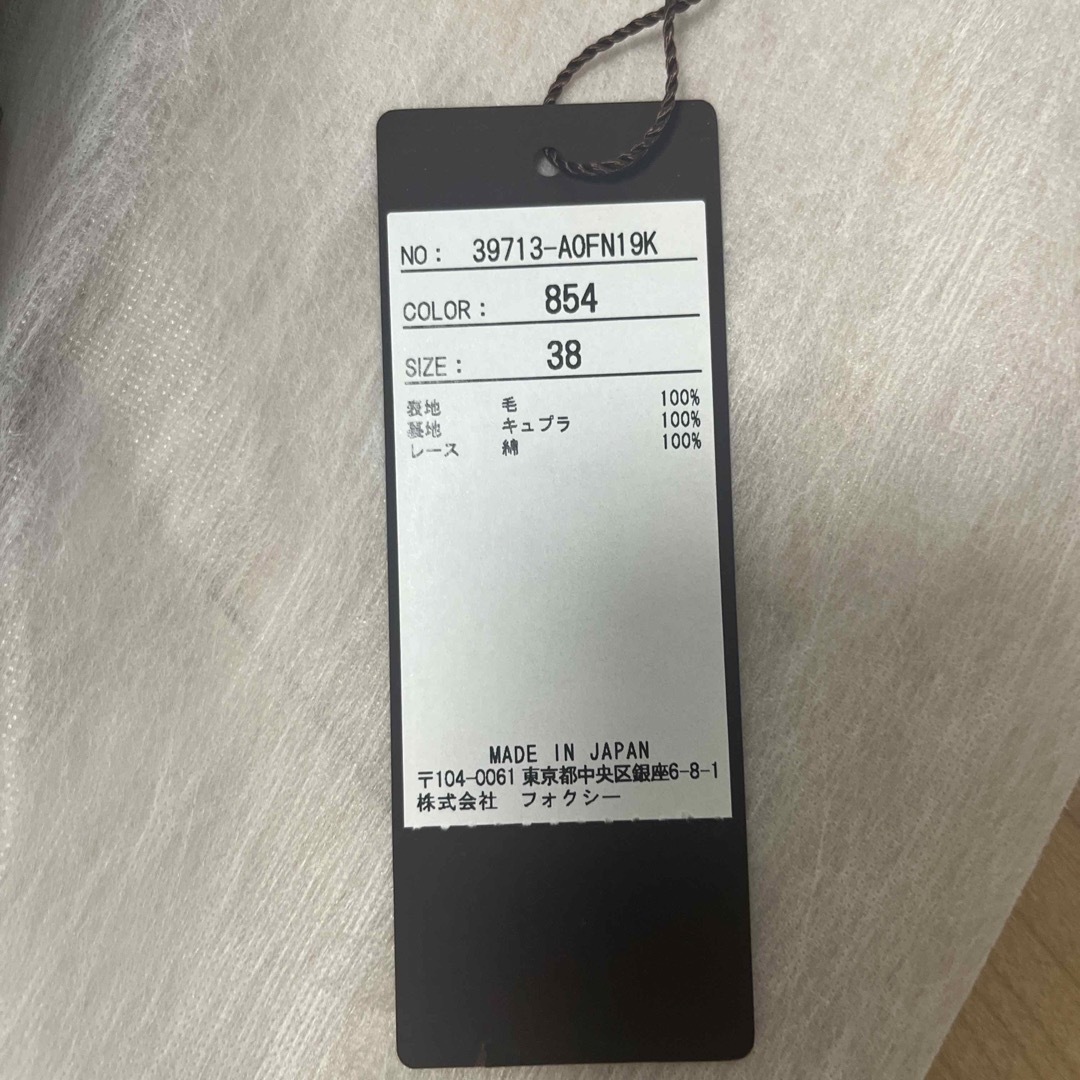 NO： 39713-A0FN19K
COLOR： 854
SIZE： 38
表地 毛 100%
裏地 キュプラ 100%
レース 綿 100%
MADE IN JAPAN
〒104-0061 東京都中央区銀座6-8-1
株式会社 フォクシー